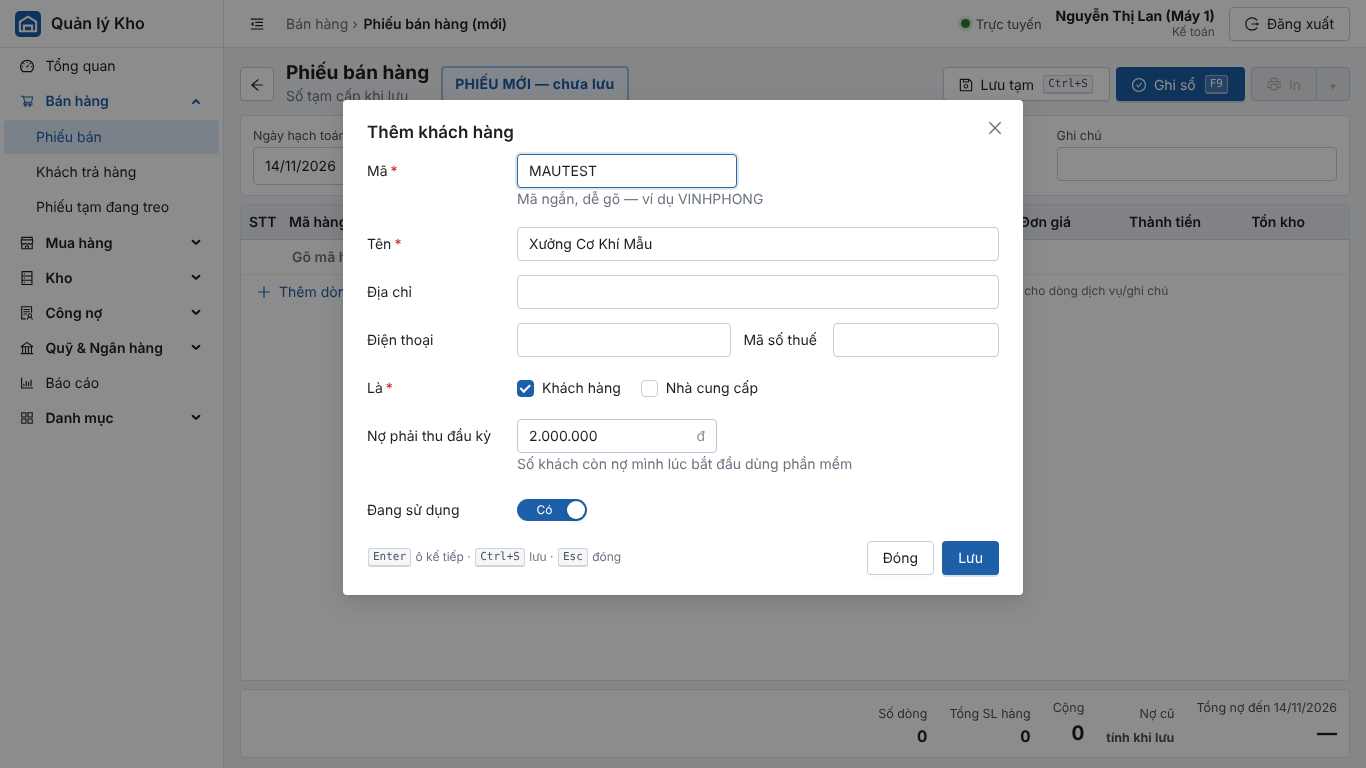 Quản lý Kho
Bán hàng › Phiếu bán hàng (mới)
Trực tuyến
Nguyễn Thị Lan (Máy 1)
Kế toán
Đăng xuất
Tổng quan
Bán hàng
Phiếu bán
Khách trả hàng
Phiếu tạm đang treo
Mua hàng
Kho
Công nợ
Quỹ & Ngân hàng
Báo cáo
Danh mục
Phiếu bán hàng
Số tạm cấp khi lưu
PHIẾU MỚI — chưa lưu
Lưu tạm Ctrl+S
Ghi sổ F9
In
Ngày hạch toán
14/11/2026
Ghi chú
STT Mã hàng Đơn giá Thành tiền Tồn kho
Gõ mã h
Thêm dòn
cho dòng dịch vụ/ghi chú
Thêm khách hàng
Mã *
MAUTEST
Mã ngắn, dễ gõ — ví dụ VINHPHONG
Tên *
Xưởng Cơ Khí Mẫu
Địa chỉ
Điện thoại
Mã số thuế
Là *
Khách hàng
Nhà cung cấp
Nợ phải thu đầu kỳ
2.000.000 đ
Số khách còn nợ mình lúc bắt đầu dùng phần mềm
Đang sử dụng
Có
Enter ô kế tiếp · Ctrl+S lưu · Esc đóng
Đóng
Lưu
Số dòng
0
Tổng SL hàng
0
Cộng
0
Nợ cũ
tính khi lưu
Tổng nợ đến 14/11/2026
—